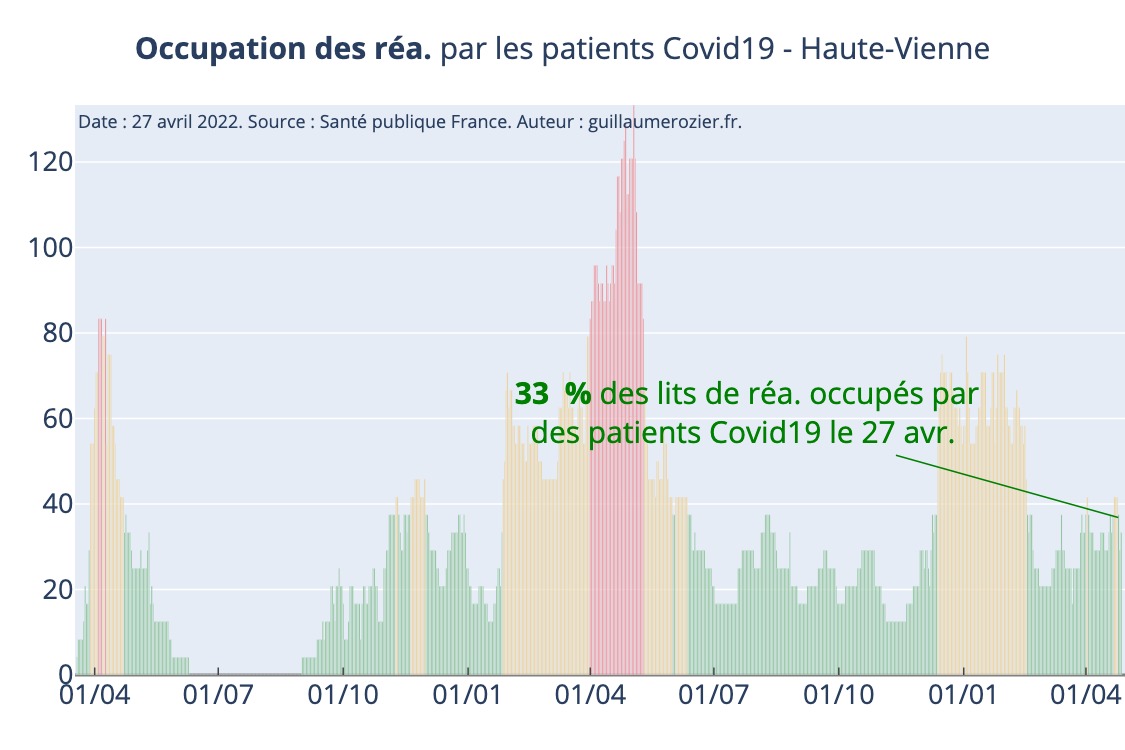 Occupation des réa. par les patients Covid19 - Haute-Vienne
Date : 27 avril 2022. Source : Santé publique France. Auteur : guillaumerozier.fr.
120
100
80
60
40
20
0
33 % des lits de réa. occupés par
des patients Covid19 le 27 avr.
01/04 01/07 01/10 01/01 01/04 01/07 01/10 01/01 01/04